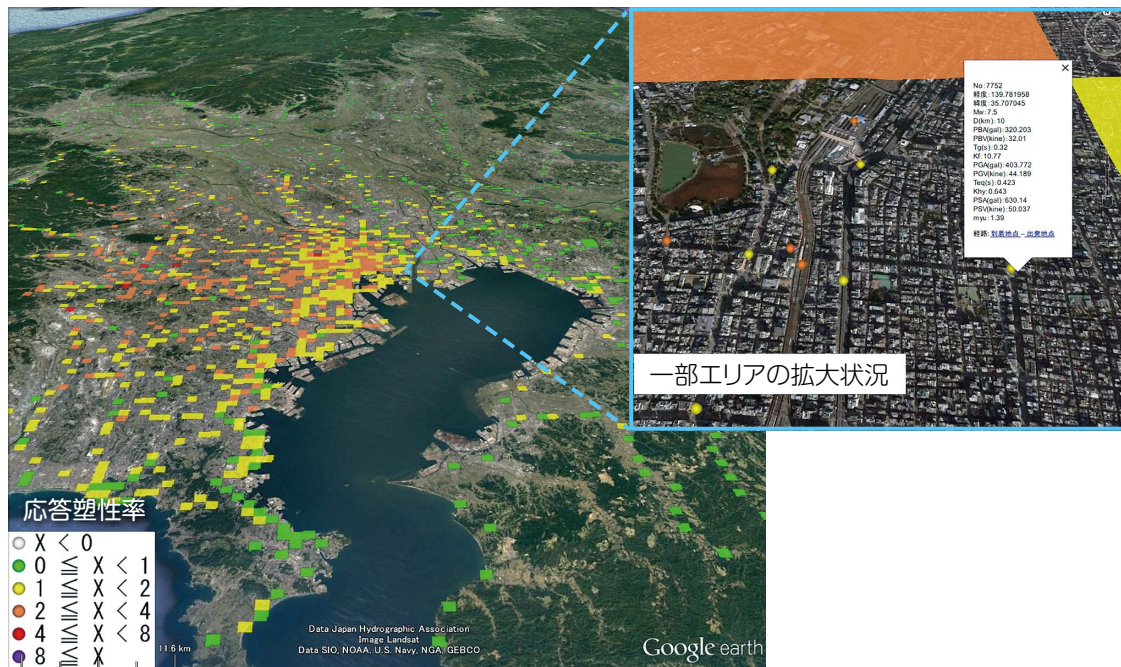 応答塑性率
X < 0
0 ≦ X < 1
1 ≦ X < 2
2 ≦ X < 4
4 ≦ X < 8
8 ≦ X
11.6 km
Data Japan Hydrographic Association
Image Landsat
Data SIO, NOAA, U.S. Navy, NGA, GEBCO
Google earth
No: 7752
経度: 139.781958
緯度: 35.707045
Mw: 7.5
D(km): 10
PBA(gal): 320.203
PBV(kine): 32.01
Tg(s): 0.32
Kf: 10.77
PGA(gal): 403.772
PGV(kine): 44.189
Teq(s): 0.423
Khy: 0.643
PSA(gal): 630.14
PSV(kine): 50.037
myu: 1.39
経路: 到着地点 – 出発地点
一部エリアの拡大状況